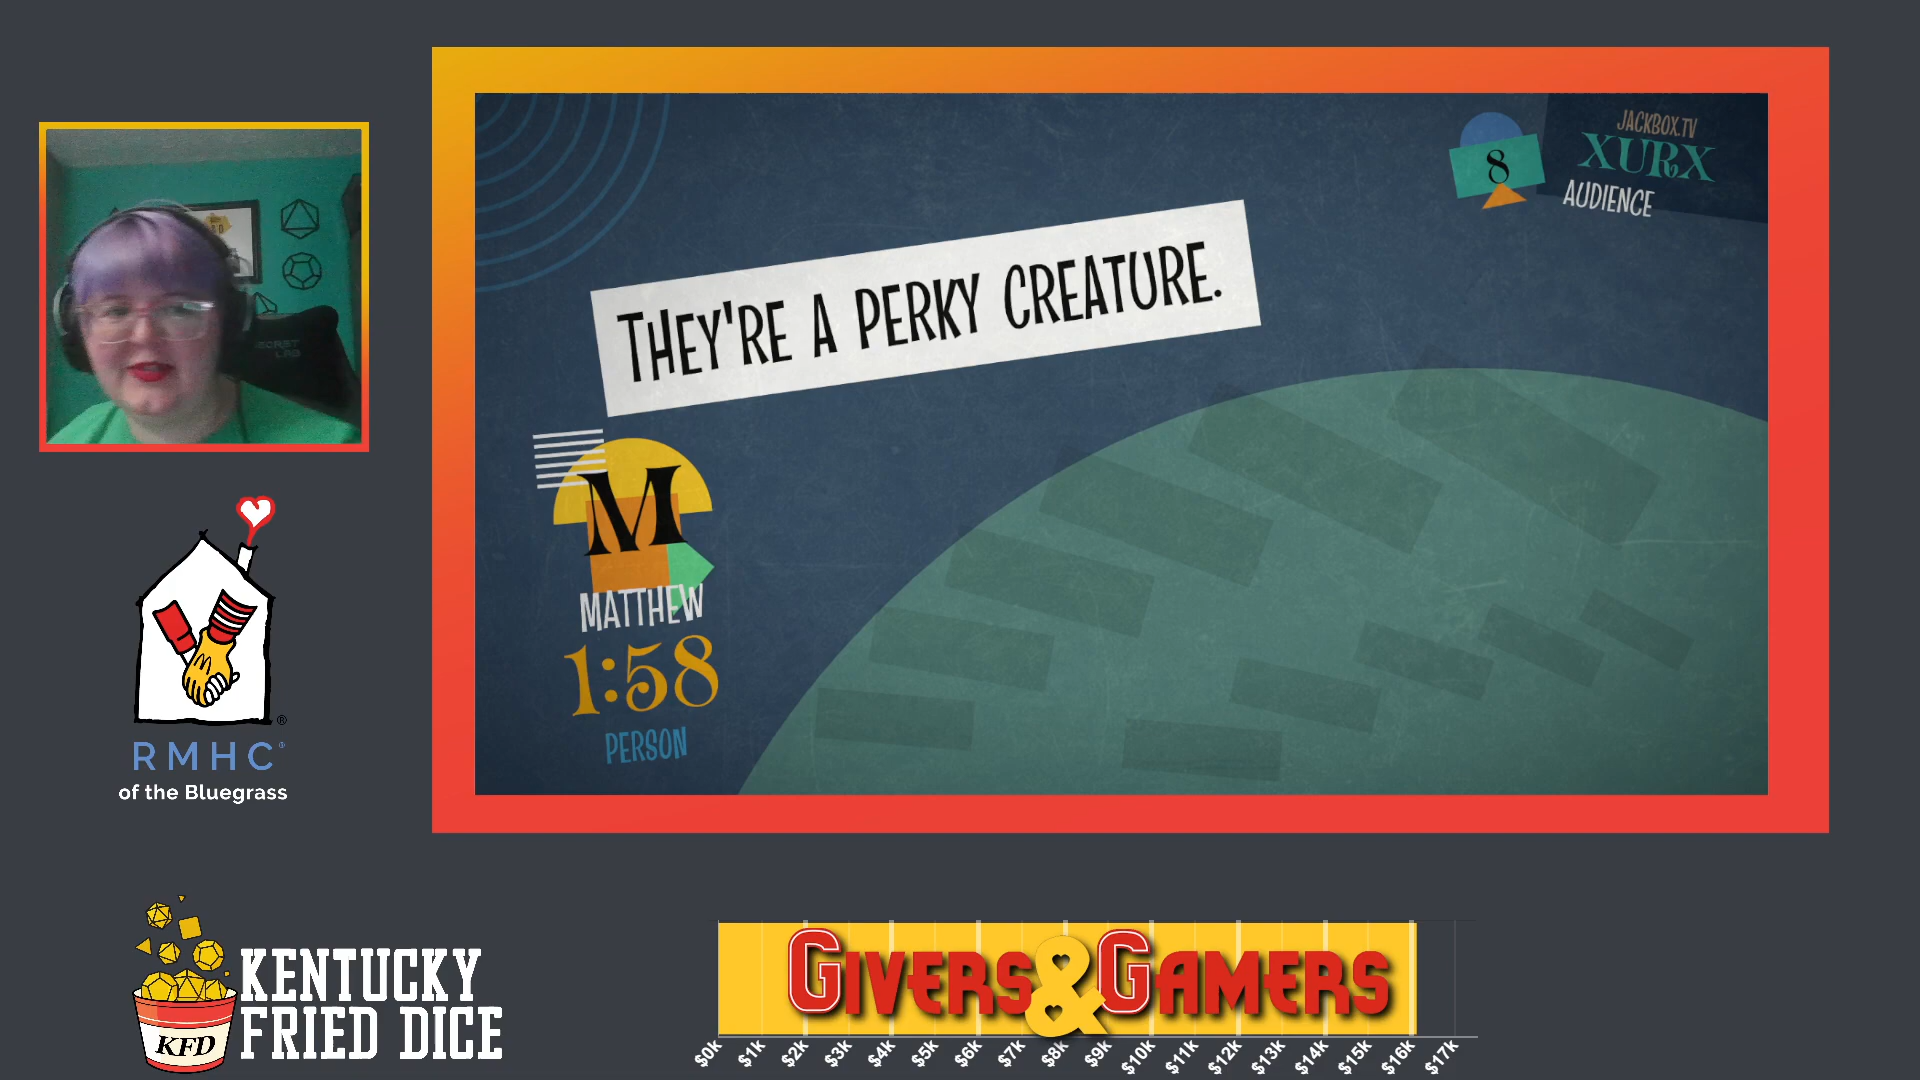 JACKBOX.TV
XURX
8
AUDIENCE
THEY'RE A PERKY CREATURE.
M
MATTHEW
1:58
PERSON
SECRET
LAB
RMHC®
of the Bluegrass
KFD
KENTUCKY
FRIED DICE
GIVERS & GAMERS
$0k $1k $2k $3k $4k $5k $6k $7k $8k $9k $10k $11k $12k $13k $14k $15k $16k $17k